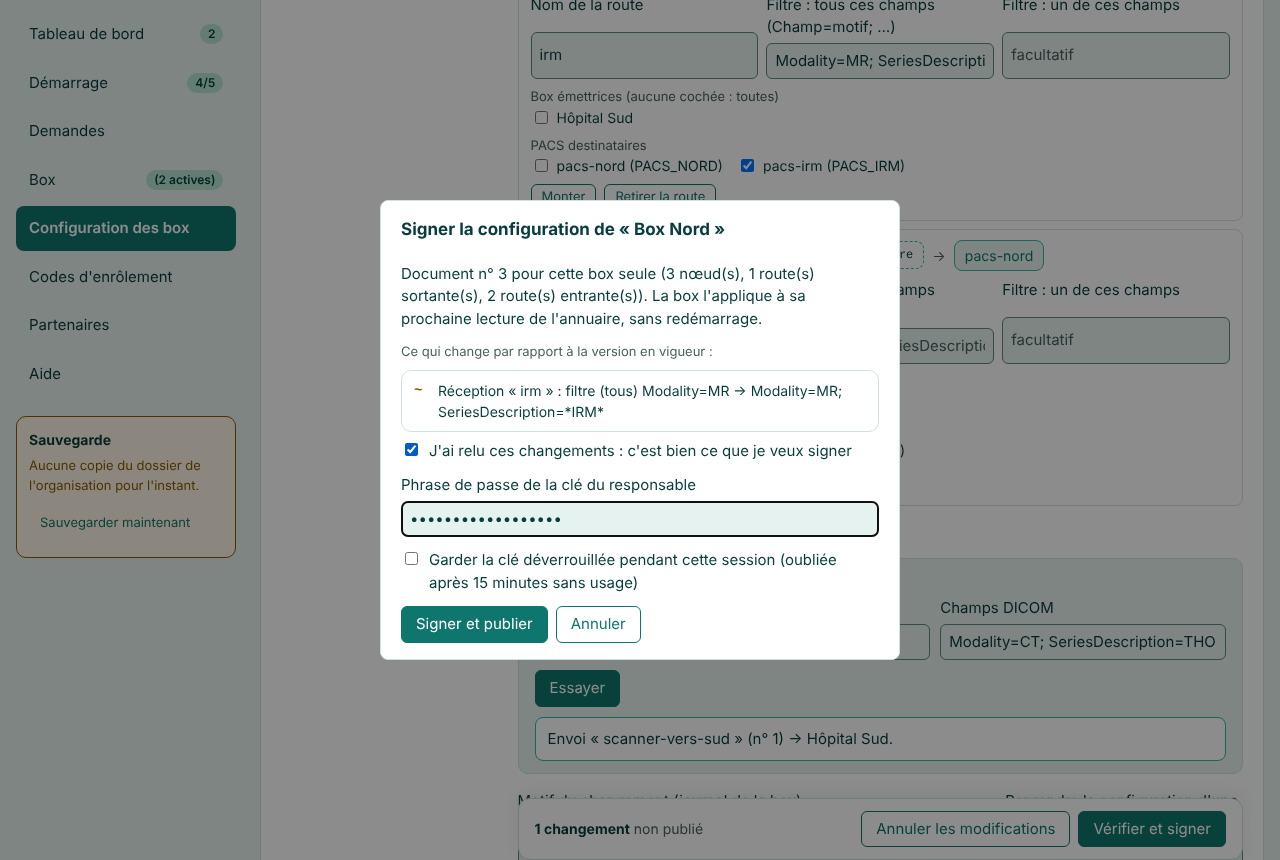 Tableau de bord 2
Démarrage 4/5
Demandes
Box (2 actives)
Configuration des box
Codes d'enrôlement
Partenaires
Aide
Sauvegarde
Aucune copie du dossier de
l'organisation pour l'instant.
Sauvegarder maintenant
Nom de la route
Filtre : tous ces champs
(Champ=motif; ...)
Filtre : un de ces champs
irm
Modality=MR; SeriesDescripti
facultatif
Box émettrices (aucune cochée : toutes)
Hôpital Sud
PACS destinataires
pacs-nord (PACS_NORD) pacs-irm (PACS_IRM)
Monter Retirer la route
→ pacs-nord
Filtre : un de ces champs
facultatif
Signer la configuration de « Box Nord »
Document n° 3 pour cette box seule (3 nœud(s), 1 route(s)
sortante(s), 2 route(s) entrante(s)). La box l'applique à sa
prochaine lecture de l'annuaire, sans redémarrage.
Ce qui change par rapport à la version en vigueur :
~ Réception « irm » : filtre (tous) Modality=MR → Modality=MR;
SeriesDescription=*IRM*
J'ai relu ces changements : c'est bien ce que je veux signer
Phrase de passe de la clé du responsable
••••••••••••••••••
Garder la clé déverrouillée pendant cette session (oubliée
après 15 minutes sans usage)
Signer et publier Annuler
Champs DICOM
Modality=CT; SeriesDescription=THO
Essayer
Envoi « scanner-vers-sud » (n° 1) → Hôpital Sud.
1 changement non publié
Annuler les modifications
Vérifier et signer